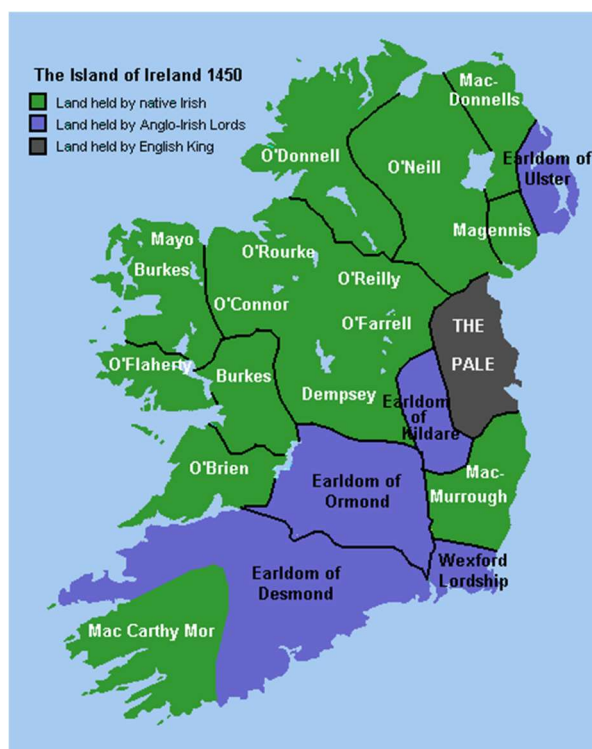 The Island of Ireland 1450
Land held by native Irish
Land held by Anglo-Irish Lords
Land held by English King
Mac-
Donnells
O'Donnell
O'Neill
Earldom of
Ulster
Magennis
Mayo
Burkes
O'Rourke
O'Reilly
O'Connor
O'Farrell
THE
PALE
O'Flaherty
Burkes
Dempsey
Earldom
of
Kildare
O'Brien
Earldom of
Ormond
Mac-
Murrough
Wexford
Lordship
Earldom of
Desmond
Mac Carthy Mor